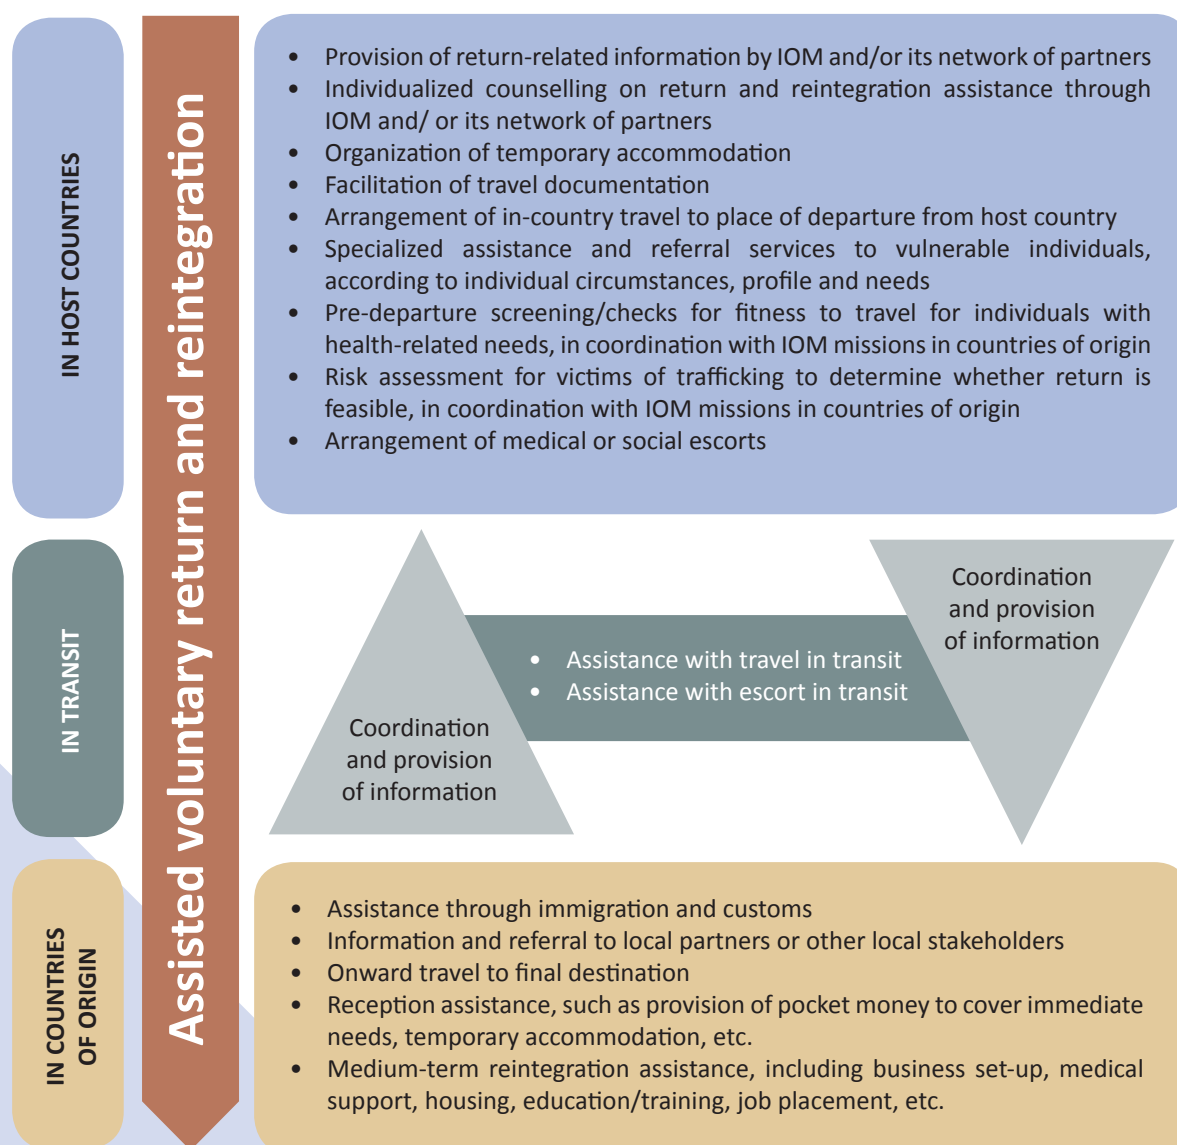 IN HOST COUNTRIES
Assisted voluntary return and reintegration
• Provision of return-related information by IOM and/or its network of partners
• Individualized counselling on return and reintegration assistance through
IOM and/ or its network of partners
• Organization of temporary accommodation
• Facilitation of travel documentation
• Arrangement of in-country travel to place of departure from host country
• Specialized assistance and referral services to vulnerable individuals,
according to individual circumstances, profile and needs
• Pre-departure screening/checks for fitness to travel for individuals with
health-related needs, in coordination with IOM missions in countries of origin
• Risk assessment for victims of trafficking to determine whether return is
feasible, in coordination with IOM missions in countries of origin
• Arrangement of medical or social escorts
IN TRANSIT
Coordination
and provision
of information
• Assistance with travel in transit
• Assistance with escort in transit
Coordination
and provision
of information
IN COUNTRIES
OF ORIGIN
• Assistance through immigration and customs
• Information and referral to local partners or other local stakeholders
• Onward travel to final destination
• Reception assistance, such as provision of pocket money to cover immediate
needs, temporary accommodation, etc.
• Medium-term reintegration assistance, including business set-up, medical
support, housing, education/training, job placement, etc.